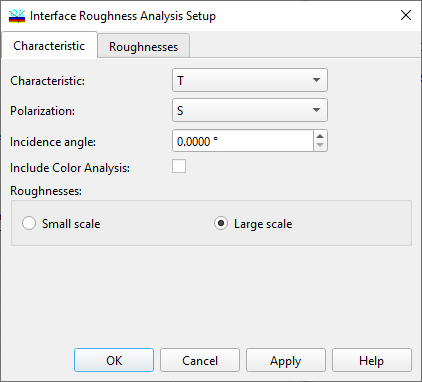 Interface Roughness Analysis Setup
Characteristic Roughnesses
Characteristic: T
Polarization: S
Incidence angle: 0.0000 °
Include Color Analysis:
Roughnesses:
Small scale Large scale
OK Cancel Apply Help